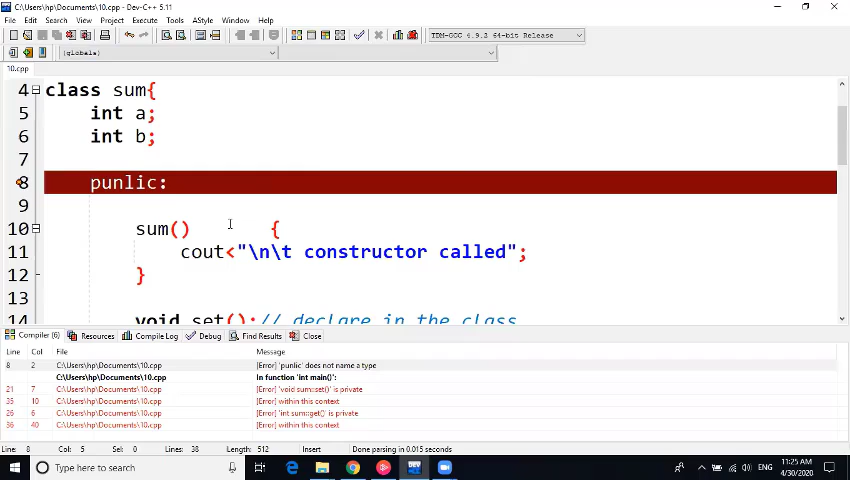 C:\Users\hp\Documents\10.cpp - Dev-C++ 5.11
File Edit Search View Project Execute Tools AStyle Window Help
TDM-GCC 4.9.2 64-bit Release
(globals)
10.cpp
4 class sum{
5 int a;
6 int b;
7
8 punlic:
9
10 sum() {
11 cout<"\n\t constructor called";
12 }
13
14 void set();// declare in the class
Compiler (6) Resources Compile Log Debug Find Results Close
Line Col File Message
8 2 C:\Users\hp\Documents\10.cpp [Error] 'punlic' does not name a type
C:\Users\hp\Documents\10.cpp In function 'int main()':
21 7 C:\Users\hp\Documents\10.cpp [Error] 'void sum::set()' is private
35 10 C:\Users\hp\Documents\10.cpp [Error] within this context
26 6 C:\Users\hp\Documents\10.cpp [Error] 'int sum::get()' is private
36 40 C:\Users\hp\Documents\10.cpp [Error] within this context
Line: 8 Col: 5 Sel: 0 Lines: 38 Length: 512 Insert Done parsing in 0.015 seconds
Type here to search
DEV
ENG
11:25 AM
4/30/2020